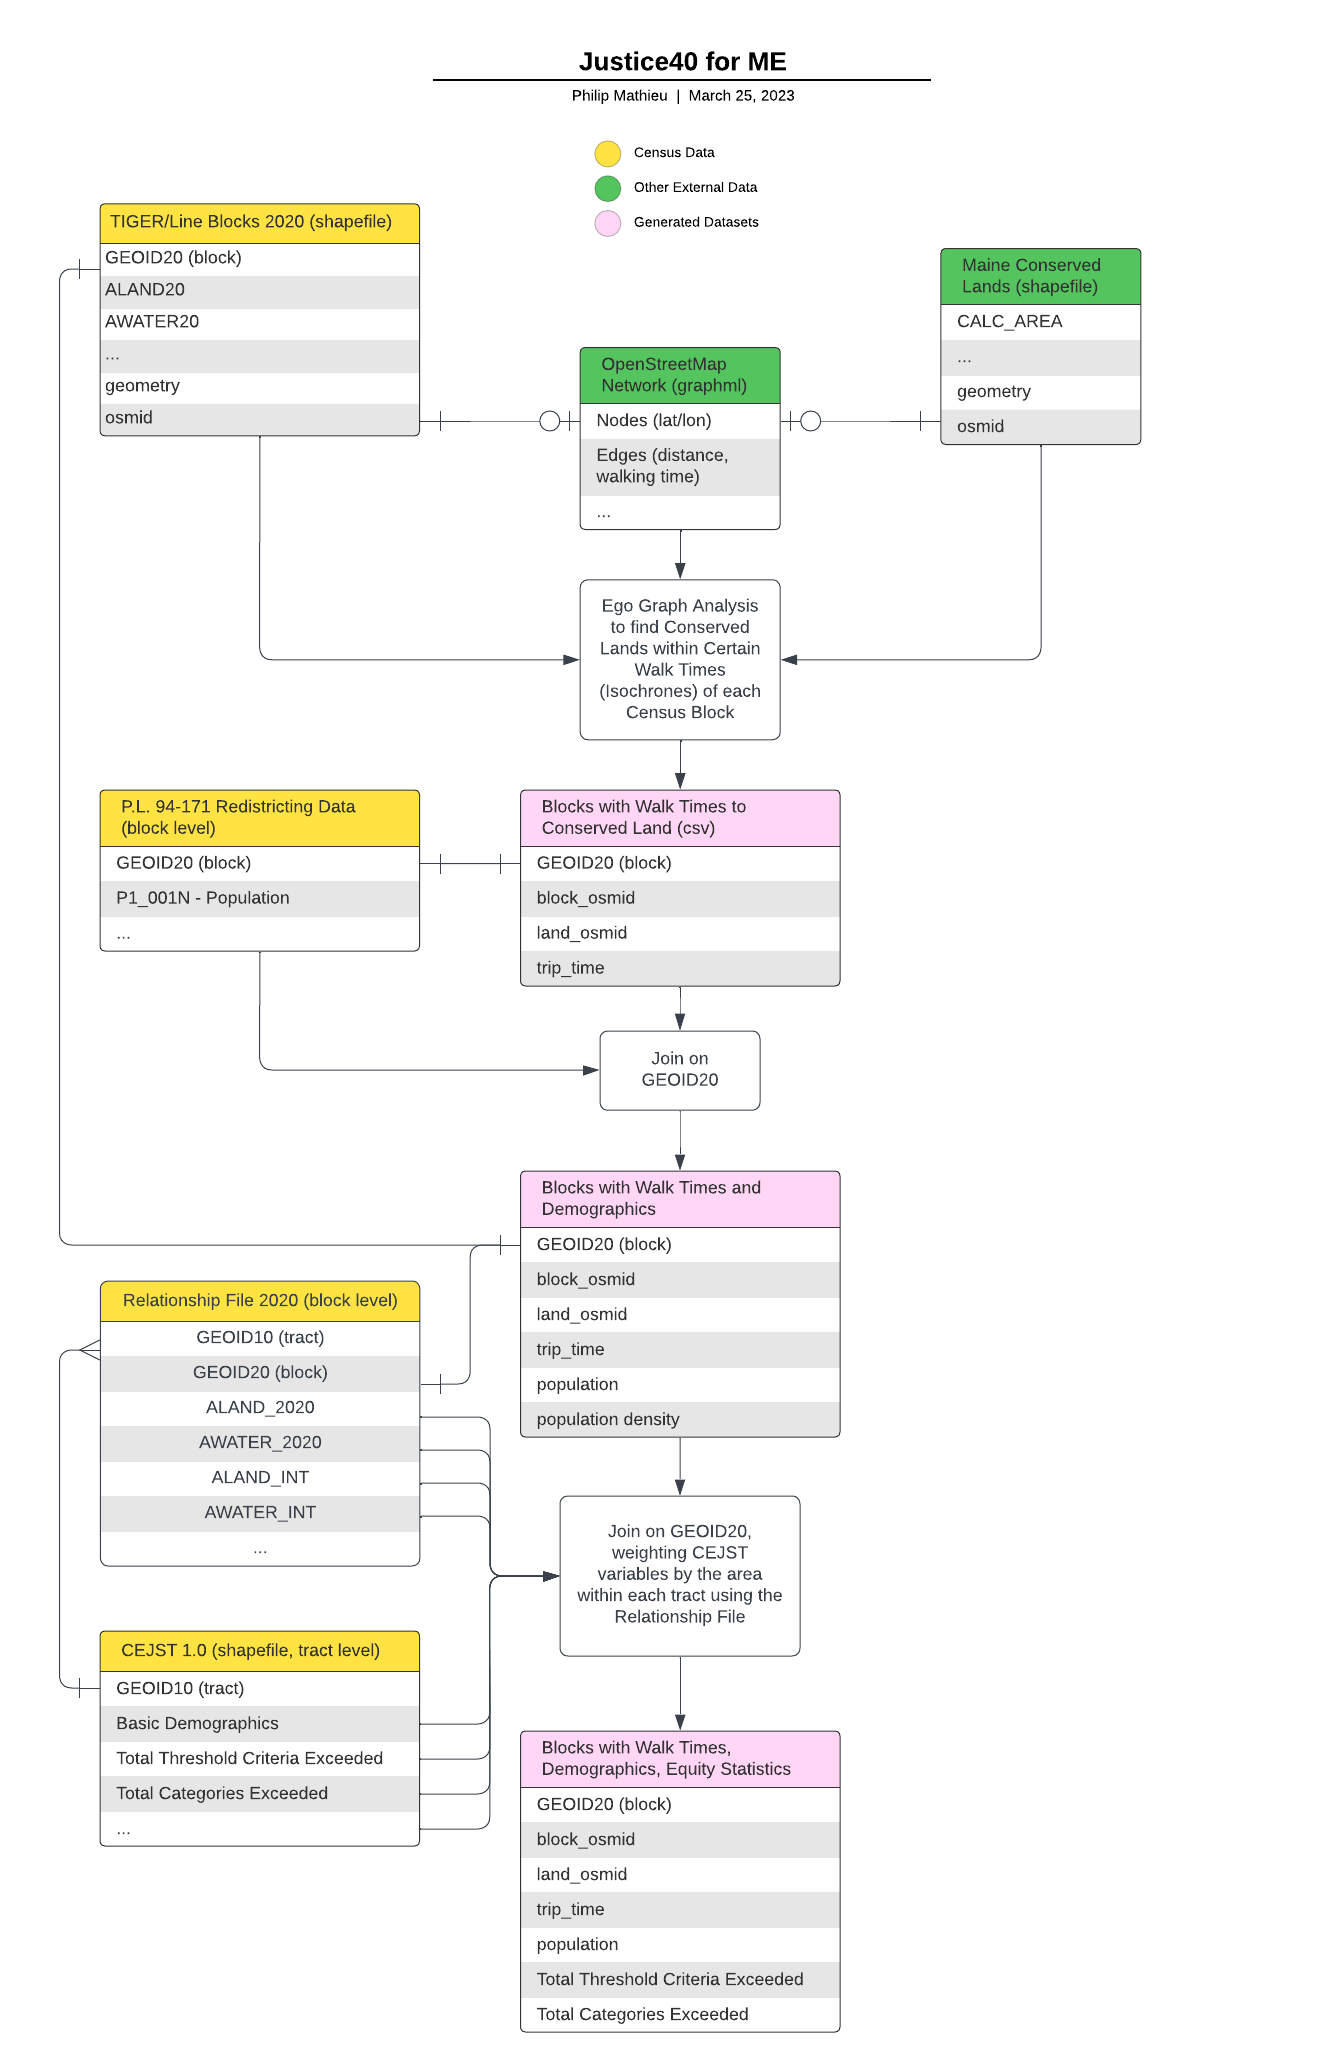 Justice40 for ME
Philip Mathieu | March 25, 2023
Census Data
Other External Data
Generated Datasets
TIGER/Line Blocks 2020 (shapefile)
GEOID20 (block)
ALAND20
AWATER20
...
geometry
osmid
Maine Conserved
Lands (shapefile)
CALC_AREA
...
geometry
osmid
OpenStreetMap
Network (graphml)
Nodes (lat/lon)
Edges (distance,
walking time)
...
Ego Graph Analysis
to find Conserved
Lands within Certain
Walk Times
(Isochrones) of each
Census Block
P.L. 94-171 Redistricting Data
(block level)
GEOID20 (block)
P1_001N - Population
...
Blocks with Walk Times to
Conserved Land (csv)
GEOID20 (block)
block_osmid
land_osmid
trip_time
Join on
GEOID20
Blocks with Walk Times and
Demographics
GEOID20 (block)
block_osmid
land_osmid
trip_time
population
population density
Relationship File 2020 (block level)
GEOID10 (tract)
GEOID20 (block)
ALAND_2020
AWATER_2020
ALAND_INT
AWATER_INT
...
Join on GEOID20,
weighting CEJST
variables by the area
within each tract using the
Relationship File
CEJST 1.0 (shapefile, tract level)
GEOID10 (tract)
Basic Demographics
Total Threshold Criteria Exceeded
Total Categories Exceeded
...
Blocks with Walk Times,
Demographics, Equity Statistics
GEOID20 (block)
block_osmid
land_osmid
trip_time
population
Total Threshold Criteria Exceeded
Total Categories Exceeded